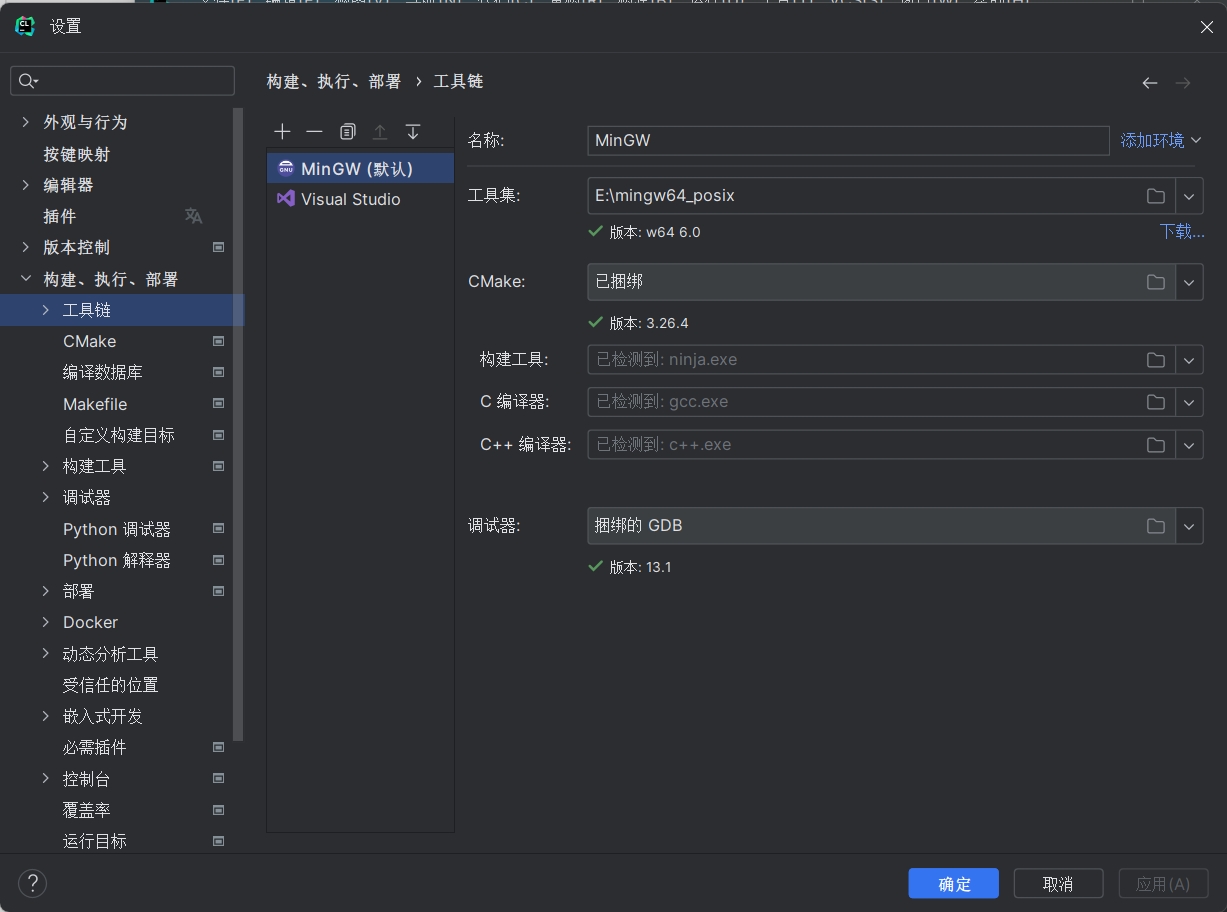 设置
构建、执行、部署 › 工具链
外观与行为
按键映射
编辑器
插件
版本控制
构建、执行、部署
工具链
CMake
编译数据库
Makefile
自定义构建目标
构建工具
调试器
Python 调试器
Python 解释器
部署
Docker
动态分析工具
受信任的位置
嵌入式开发
必需插件
控制台
覆盖率
运行目标
MinGW (默认)
Visual Studio
名称:
MinGW
添加环境
工具集:
E:\mingw64_posix
版本: w64 6.0
下载...
CMake:
已捆绑
版本: 3.26.4
构建工具:
已检测到: ninja.exe
C 编译器:
已检测到: gcc.exe
C++ 编译器:
已检测到: c++.exe
调试器:
捆绑的 GDB
版本: 13.1
?
确定
取消
应用(A)